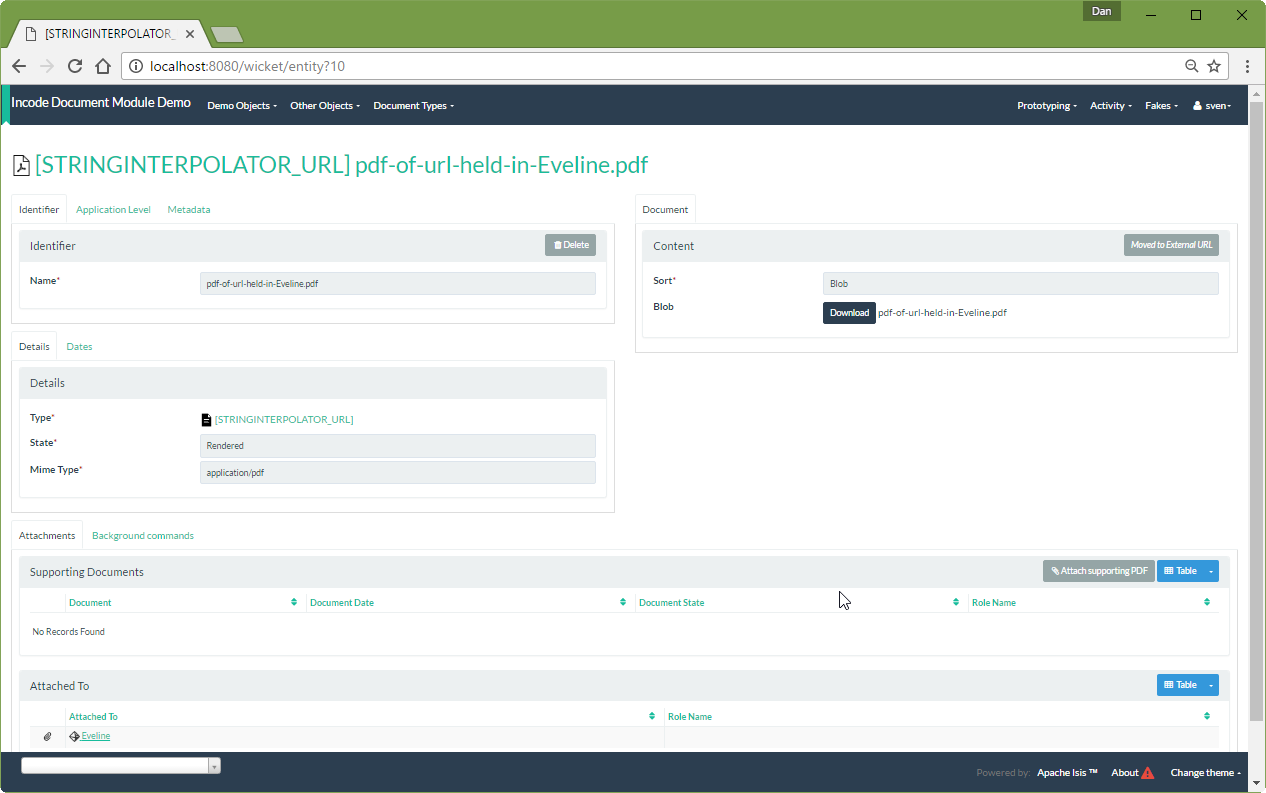 Dan
[STRINGINTERPOLATOR_
localhost:8080/wicket/entity?10
Incode Document Module Demo Demo Objects Other Objects Document Types Prototyping Activity Fakes sven
[STRINGINTERPOLATOR_URL] pdf-of-url-held-in-Eveline.pdf
Identifier Application Level Metadata
Identifier Delete
Name* pdf-of-url-held-in-Eveline.pdf
Document
Content Moved to External URL
Sort* Blob
Blob Download pdf-of-url-held-in-Eveline.pdf
Details Dates
Details
Type* [STRINGINTERPOLATOR_URL]
State* Rendered
Mime Type* application/pdf
Attachments Background commands
Supporting Documents Attach supporting PDF Table
Document Document Date Document State Role Name
No Records Found
Attached To Table
Attached To Role Name
Eveline
Powered by: Apache Isis ™ About Change theme